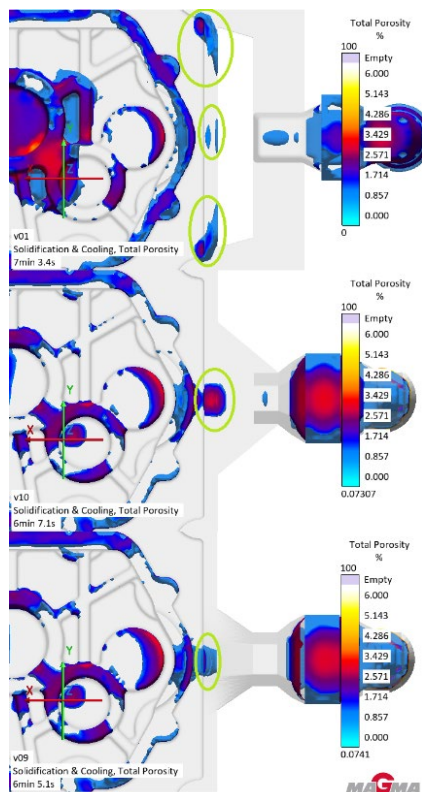 Total Porosity
%
100
Empty
6.000
5.143
4.286
3.429
2.571
1.714
0.857
0.000
0
v01
Solidification & Cooling, Total Porosity
7min 3.4s
Total Porosity
%
100
Empty
6.000
5.143
4.286
3.429
2.571
1.714
0.857
0.000
0.07307
Y
X
v10
Solidification & Cooling, Total Porosity
6min 7.1s
Total Porosity
%
100
Empty
6.000
5.143
4.286
3.429
2.571
1.714
0.857
0.000
0.0741
Y
X
v09
Solidification & Cooling, Total Porosity
6min 5.1s
MAGMA